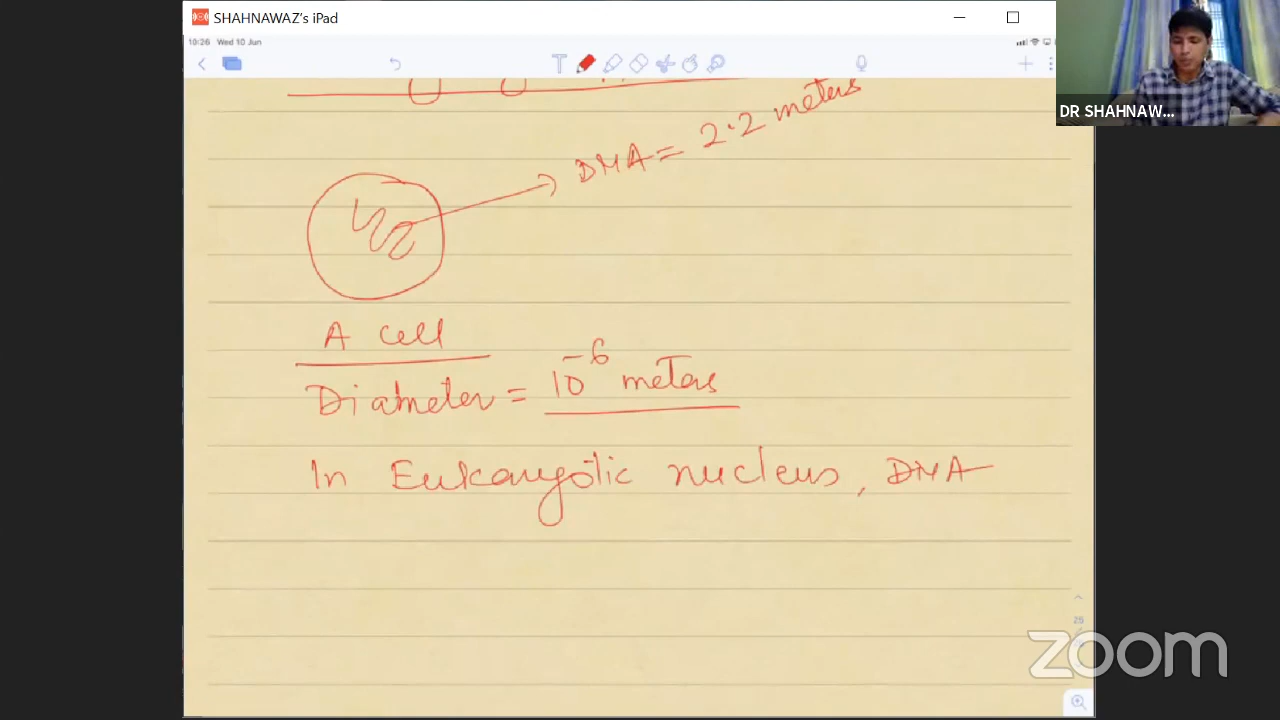 SHAHNAWAZ's iPad
10:26 Wed 10 Jun
T
DR SHAHNAW...
DNA = 2.2 meters
A cell
Diameter = 10⁻⁶ meters
In Eukaryotic nucleus, DNA
25
zoom